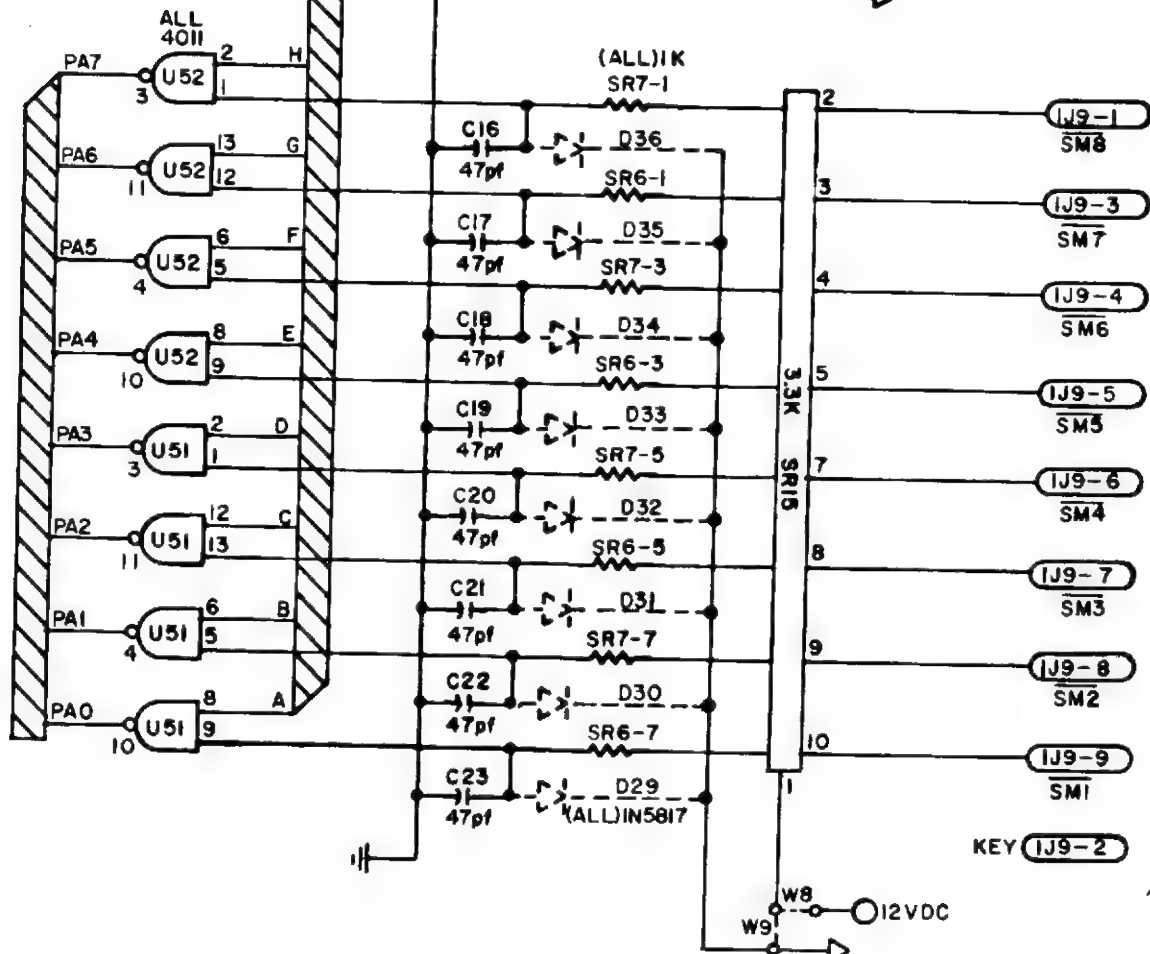 ALL
4011
PA7 3 U52 2 H
1
(ALL)1K
SR7-1
2 1J9-1
SM8
C16
47pf
D36
PA6 11 U52 13 G
12
SR6-1
3 1J9-3
SM7
C17
47pf
D35
PA5 4 U52 6 F
5
SR7-3
4 1J9-4
SM6
C18
47pf
D34
PA4 10 U52 8 E
9
SR6-3
5 1J9-5
SM5
C19
47pf
D33
3.3K SR15
PA3 3 U51 2 D
1
SR7-5
7 1J9-6
SM4
C20
47pf
D32
PA2 11 U51 12 C
13
SR6-5
8 1J9-7
SM3
C21
47pf
D31
PA1 4 U51 6 B
5
SR7-7
9 1J9-8
SM2
C22
47pf
D30
PA0 10 U51 8 A
9
SR6-7
10 1J9-9
SM1
C23
47pf
D29
(ALL)1N5817
1
KEY 1J9-2
W8
12VDC
W9